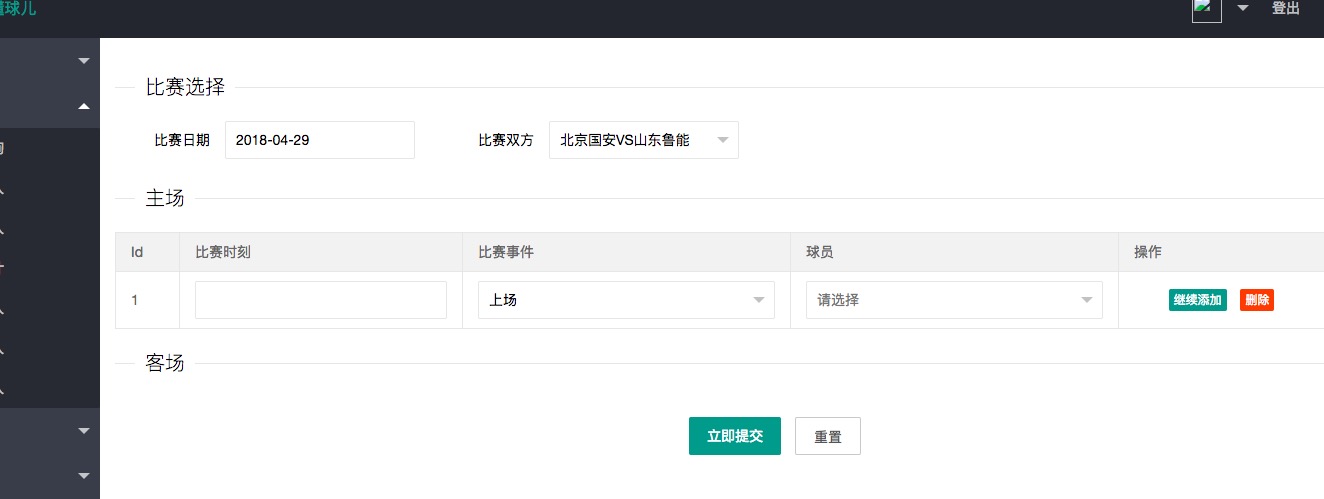 懂球儿
登出
比赛选择
比赛日期 2018-04-29 比赛双方 北京国安VS山东鲁能
主场
Id 比赛时刻 比赛事件 球员 操作
1 上场 请选择 继续添加 删除
客场
立即提交 重置